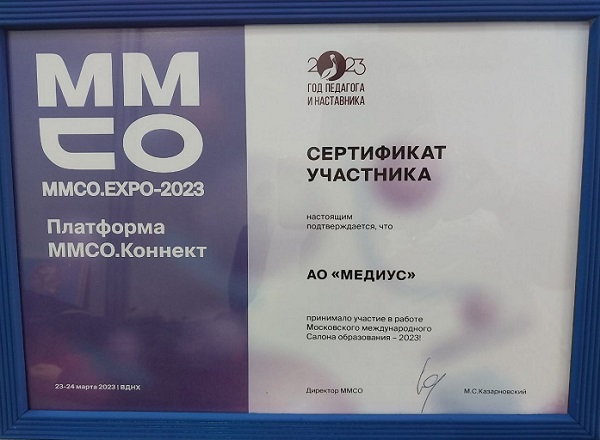 ММ
СО
ММСО.EXPO-2023
Платформа
ММСО.Коннект
23-24 марта 2023 | ВДНХ
2023
ГОД ПЕДАГОГА
И НАСТАВНИКА
СЕРТИФИКАТ
УЧАСТНИКА
настоящим
подтверждается, что
АО «МЕДИУС»
принимало участие в работе
Московского международного
Салона образования – 2023!
Директор ММСО
М.С.Казарновский